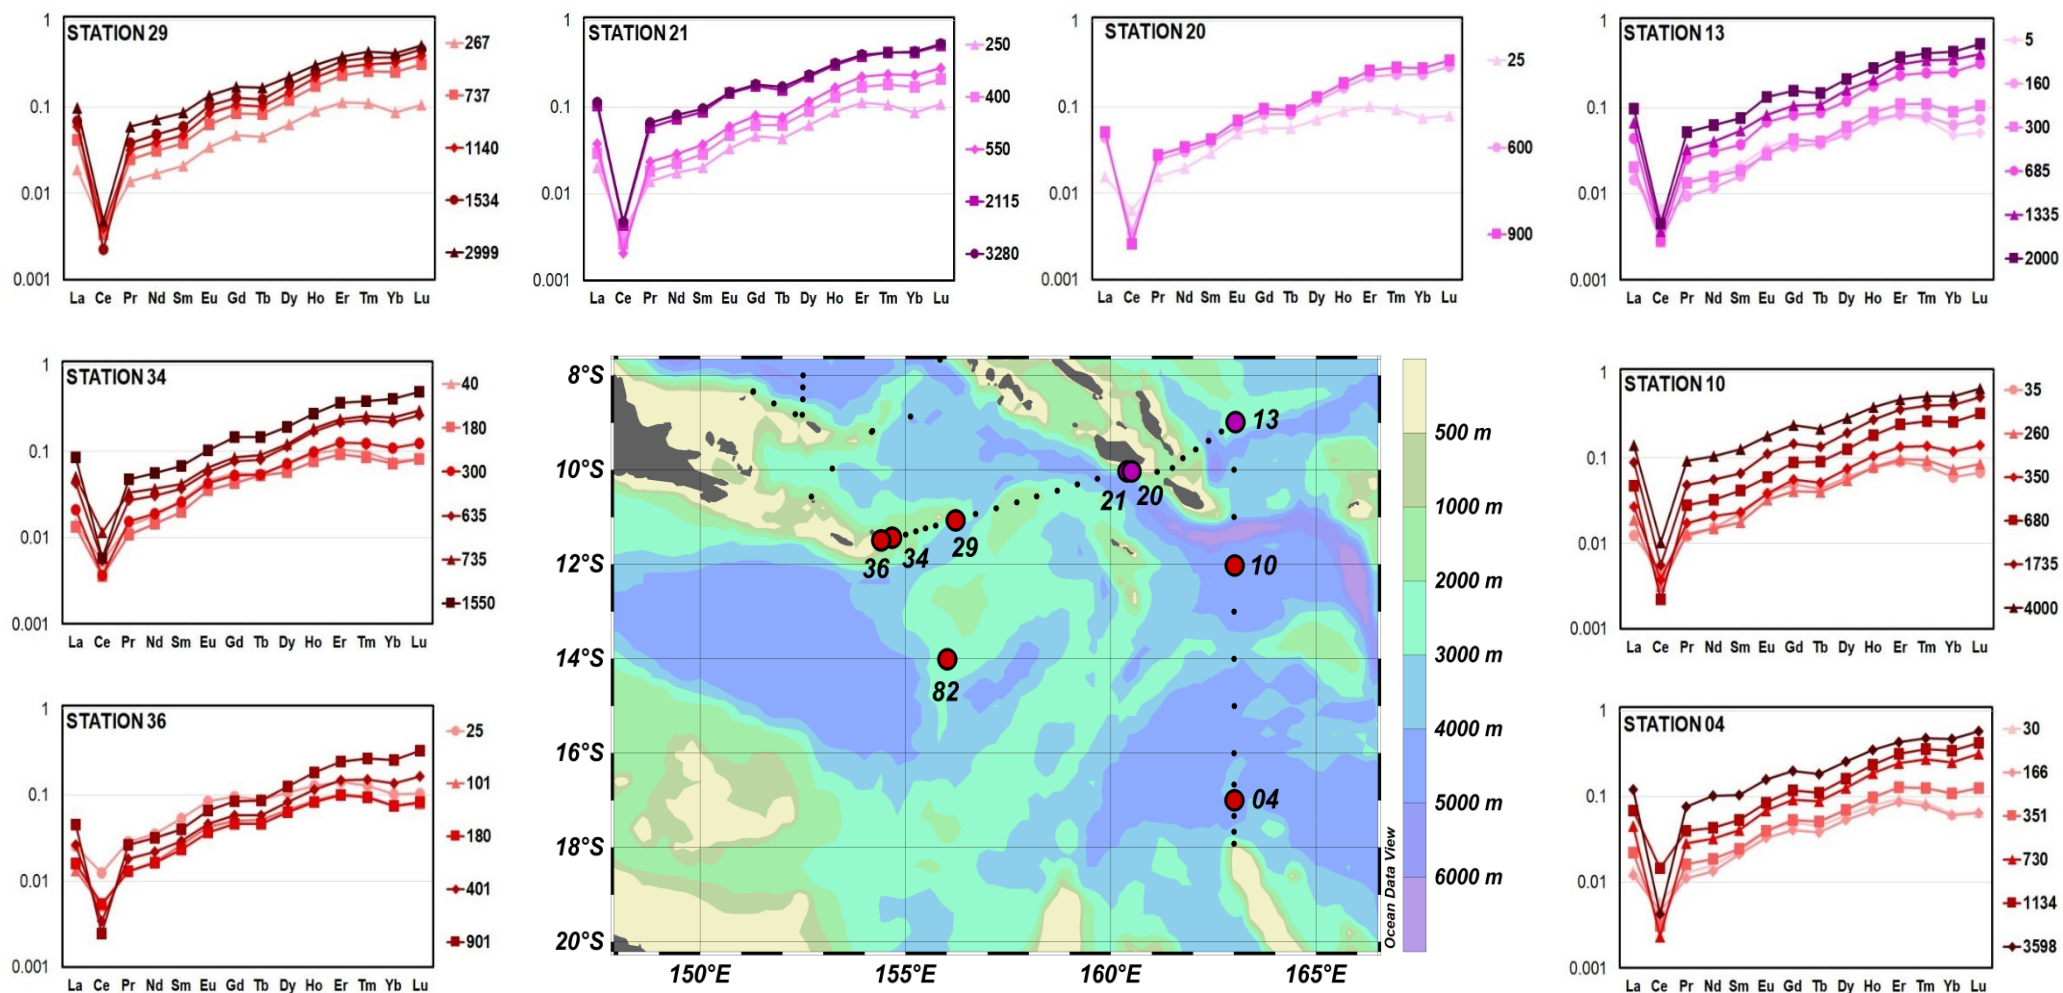 STATION 29
1
0.1
0.01
0.001
La Ce Pr Nd Sm Eu Gd Tb Dy Ho Er Tm Yb Lu
267
737
1140
1534
2999
STATION 21
1
0.1
0.01
0.001
La Ce Pr Nd Sm Eu Gd Tb Dy Ho Er Tm Yb Lu
250
400
550
2115
3280
STATION 20
1
0.1
0.01
0.001
La Ce Pr Nd Sm Eu Gd Tb Dy Ho Er Tm Yb Lu
25
600
900
STATION 13
1
0.1
0.01
0.001
La Ce Pr Nd Sm Eu Gd Tb Dy Ho Er Tm Yb Lu
5
160
300
685
1335
2000
STATION 34
1
0.1
0.01
0.001
La Ce Pr Nd Sm Eu Gd Tb Dy Ho Er Tm Yb Lu
40
180
300
635
735
1550
8°S
10°S
12°S
14°S
16°S
18°S
20°S
150°E 155°E 160°E 165°E
13
21 20
29
34
36
10
82
04
500 m
1000 m
2000 m
3000 m
4000 m
5000 m
6000 m
Ocean Data View
STATION 10
1
0.1
0.01
0.001
La Ce Pr Nd Sm Eu Gd Tb Dy Ho Er Tm Yb Lu
35
260
350
680
1735
4000
STATION 36
1
0.1
0.01
0.001
La Ce Pr Nd Sm Eu Gd Tb Dy Ho Er Tm Yb Lu
25
101
180
401
901
STATION 04
1
0.1
0.01
0.001
La Ce Pr Nd Sm Eu Gd Tb Dy Ho Er Tm Yb Lu
30
166
351
730
1134
3598